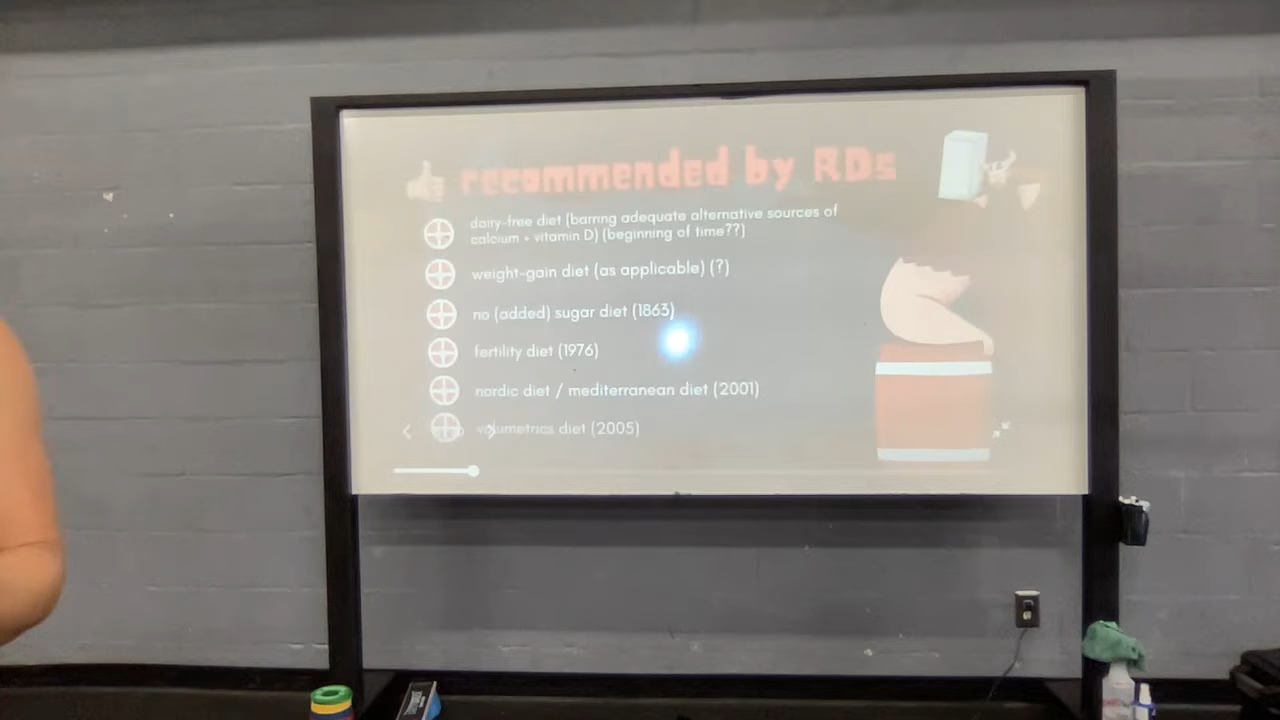 recommended by RDs
dairy-free diet (barring adequate alternative sources of
calcium + vitamin D) (beginning of time??)
weight-gain diet (as applicable) (?)
no (added) sugar diet (1863)
fertility diet (1976)
nordic diet / mediterranean diet (2001)
volumetrics diet (2005)